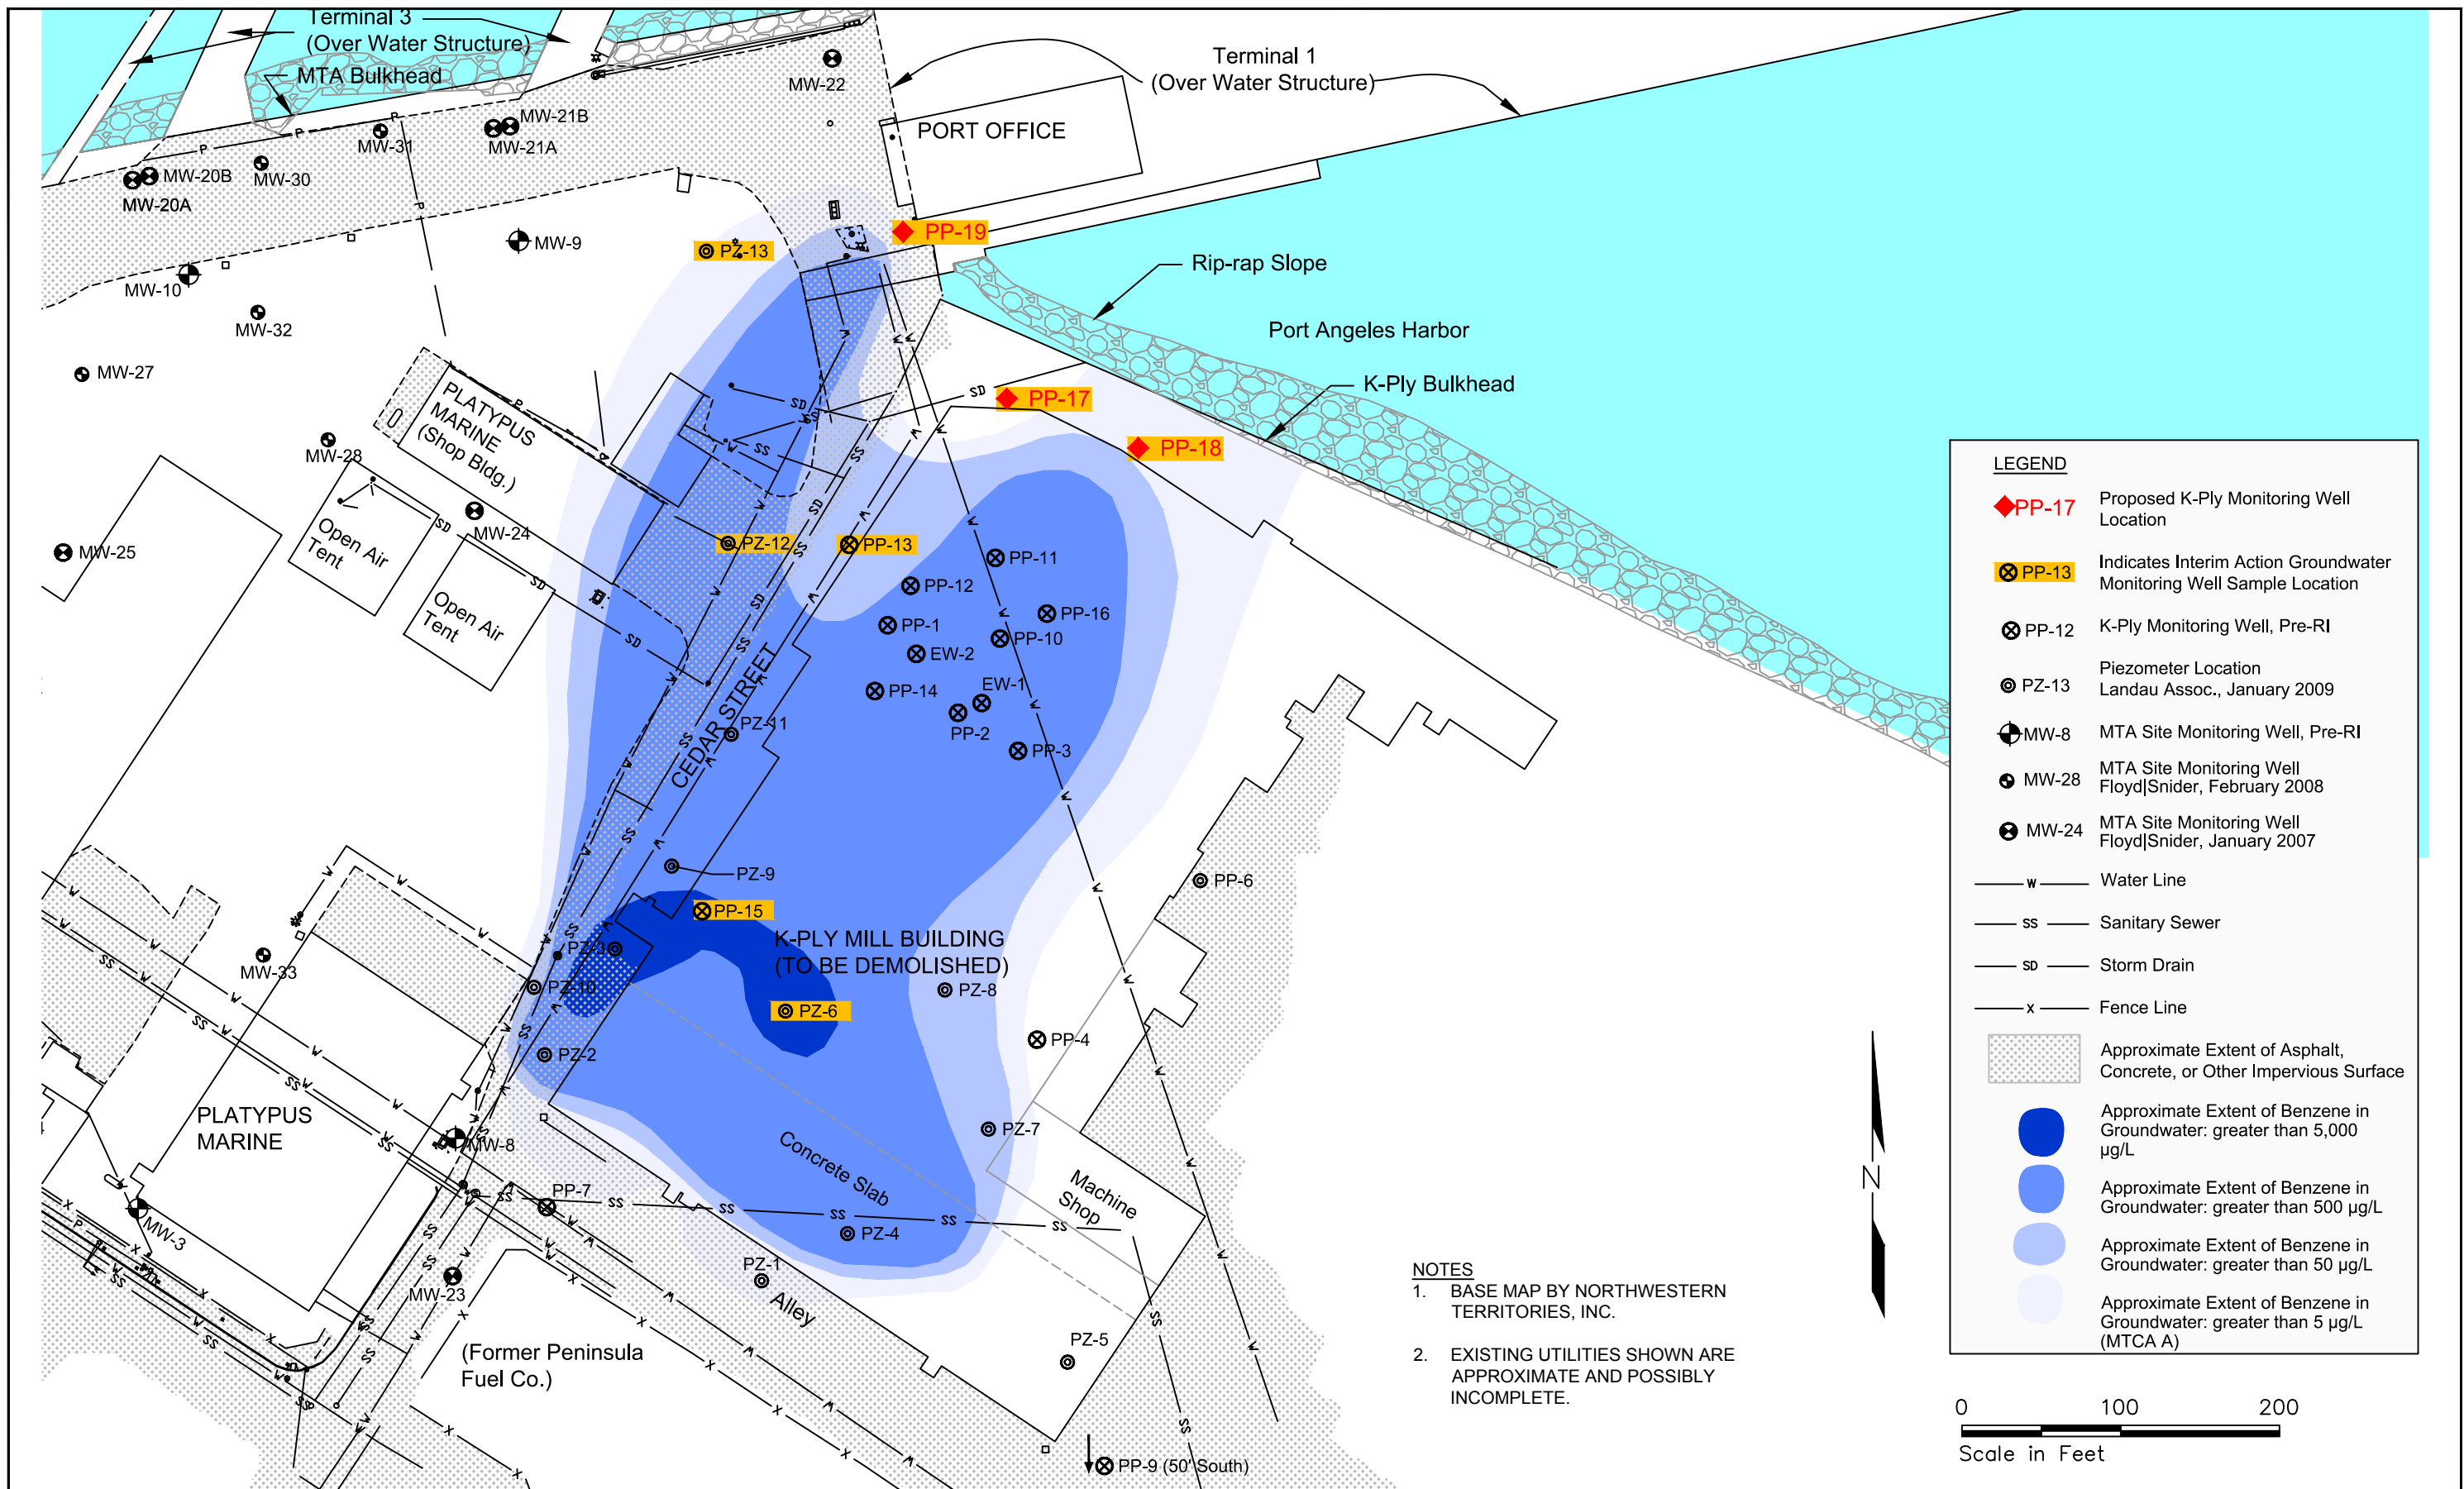 Terminal 3
(Over Water Structure)
MTA Bulkhead
Terminal 1
(Over Water Structure)
MW-22
PORT OFFICE
MW-21B
MW-21A
MW-31
MW-30
MW-20B
MW-20A
MW-9
MW-10
MW-32
MW-27
PZ-13
PP-19
Rip-rap Slope
Port Angeles Harbor
K-Ply Bulkhead
PP-17
PP-18
PLATYPUS
MARINE
(Shop Bldg.)
MW-28
MW-24
MW-25
Open Air
Tent
Open Air
Tent
PZ-12
PP-13
PP-11
PP-12
PP-16
PP-1
PP-10
EW-2
EW-1
PP-14
PP-2
PP-3
PZ-11
CEDAR STREET
PZ-9
PP-6
PP-15
K-PLY MILL BUILDING
(TO BE DEMOLISHED)
PZ-3
PZ-10
PZ-8
PZ-6
PP-4
PZ-2
MW-33
PLATYPUS
MARINE
MW-8
PZ-7
Concrete Slab
Machine
Shop
PP-7
MW-3
PZ-4
PZ-1
Alley
MW-23
(Former Peninsula
Fuel Co.)
PZ-5
PP-9 (50' South)
P
P
P
P
P
W
W
W
SS
SS
SS
SD
SD
SD
X
X
X
NOTES
1. BASE MAP BY NORTHWESTERN
TERRITORIES, INC.
2. EXISTING UTILITIES SHOWN ARE
APPROXIMATE AND POSSIBLY
INCOMPLETE.
N
LEGEND
PP-17 Proposed K-Ply Monitoring Well
Location
PP-13 Indicates Interim Action Groundwater
Monitoring Well Sample Location
PP-12 K-Ply Monitoring Well, Pre-RI
PZ-13 Piezometer Location
Landau Assoc., January 2009
MW-8 MTA Site Monitoring Well, Pre-RI
MW-28 MTA Site Monitoring Well
Floyd|Snider, February 2008
MW-24 MTA Site Monitoring Well
Floyd|Snider, January 2007
W Water Line
SS Sanitary Sewer
SD Storm Drain
X Fence Line
Approximate Extent of Asphalt,
Concrete, or Other Impervious Surface
Approximate Extent of Benzene in
Groundwater: greater than 5,000
µg/L
Approximate Extent of Benzene in
Groundwater: greater than 500 µg/L
Approximate Extent of Benzene in
Groundwater: greater than 50 µg/L
Approximate Extent of Benzene in
Groundwater: greater than 5 µg/L
(MTCA A)
0 100 200
Scale in Feet